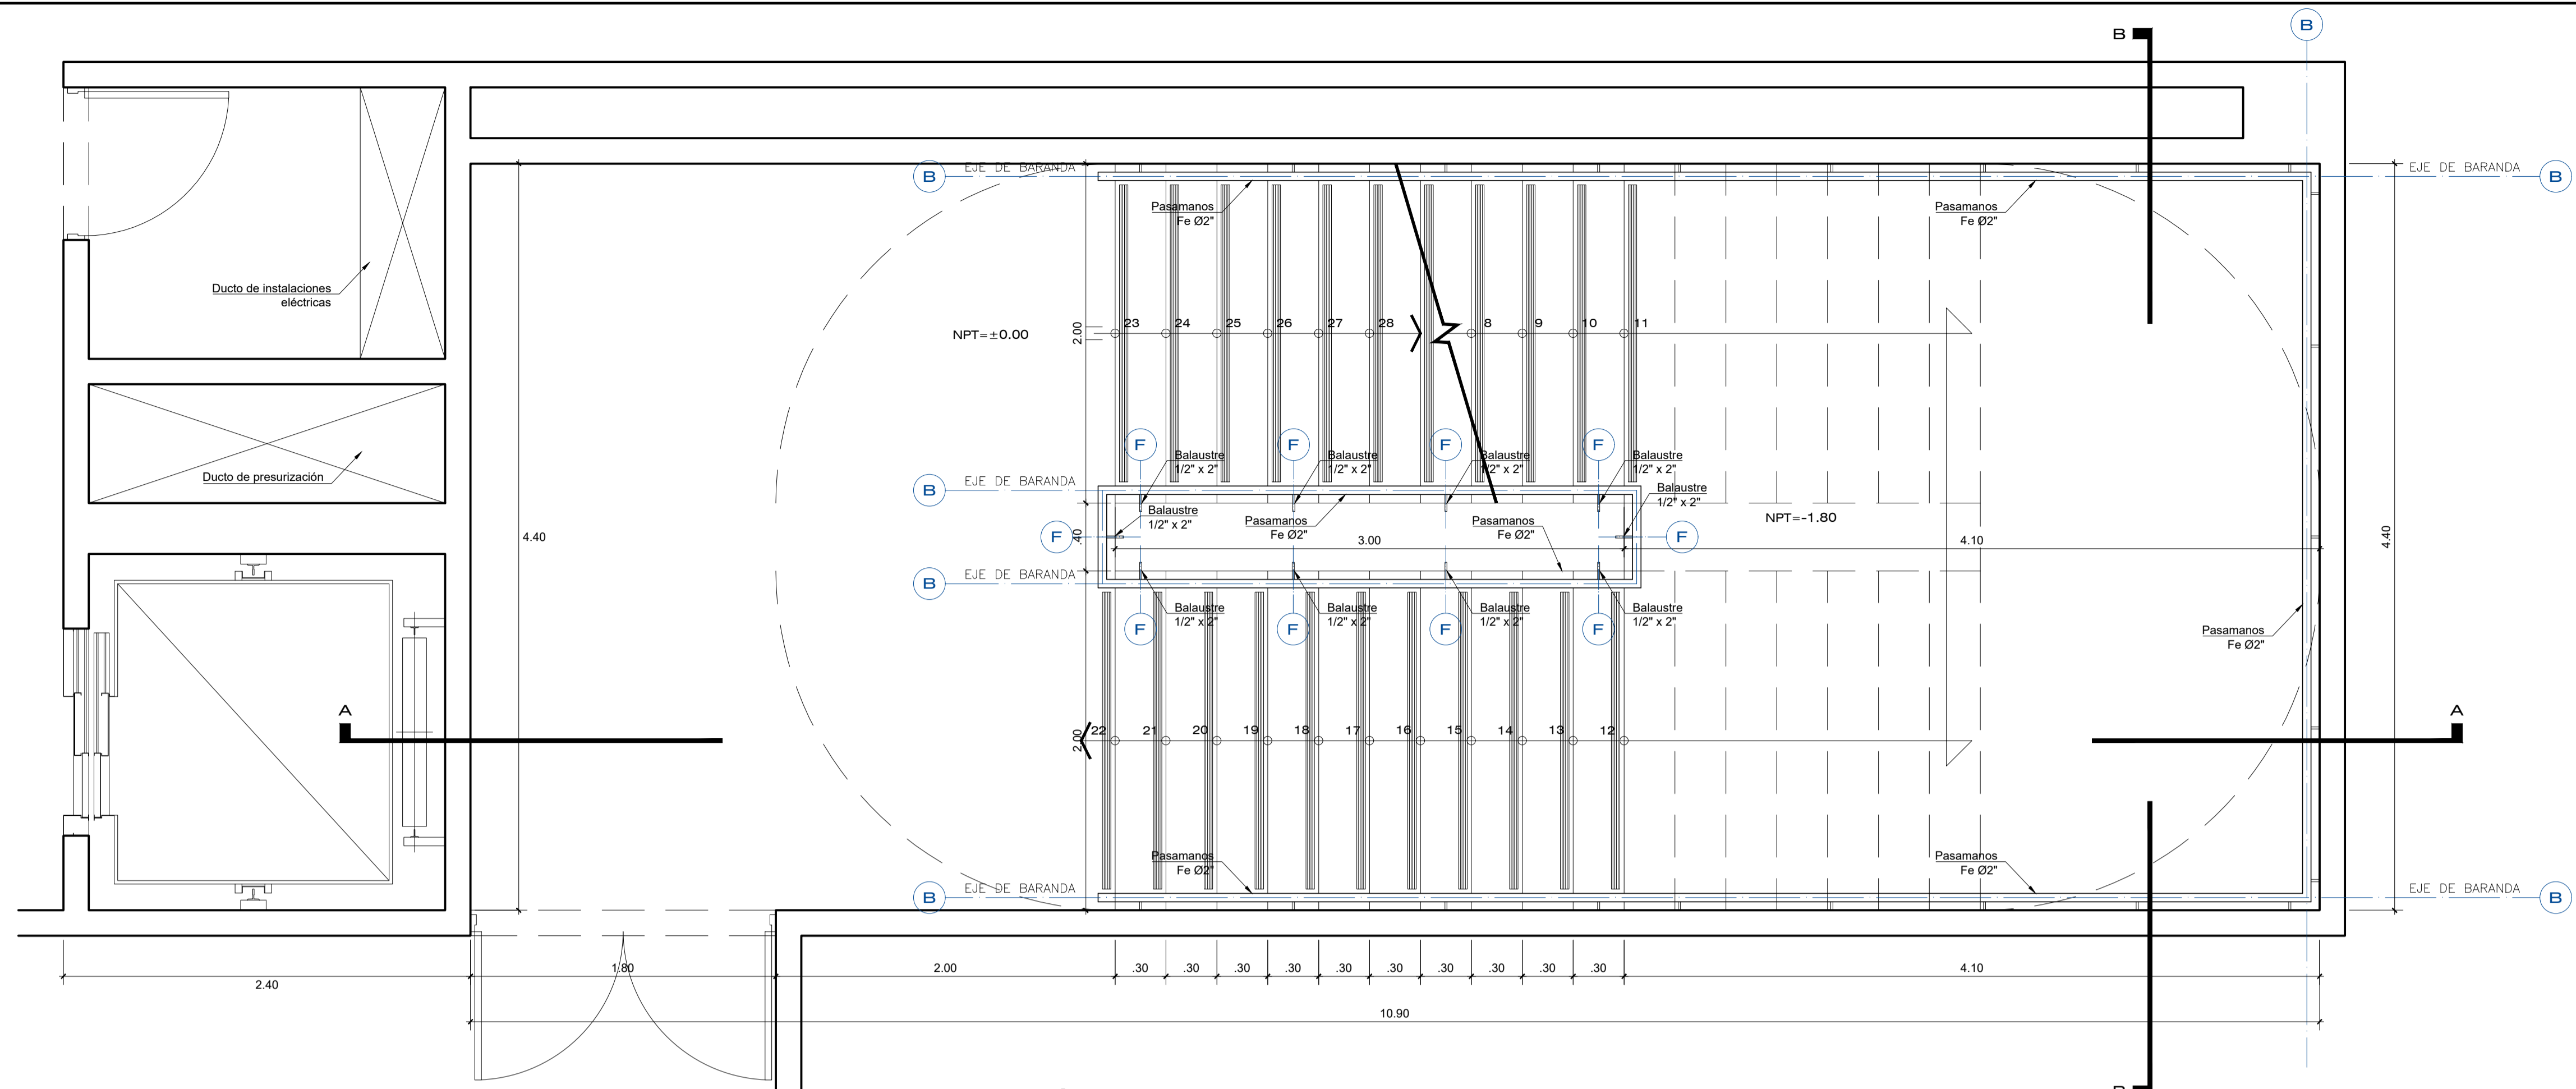 B
B
B
EJE DE BARANDA
EJE DE BARANDA
B
Pasamanos
Fe Ø2"
Pasamanos
Fe Ø2"
Ducto de instalaciones
eléctricas
NPT=±0.00
2.00
23
24
25
26
27
28
8
9
10
11
Ducto de presurización
F
F
F
F
Balaustre
1/2" x 2"
Balaustre
1/2" x 2"
Balaustre
1/2" x 2"
Balaustre
1/2" x 2"
B
EJE DE BARANDA
Balaustre
1/2" x 2"
Balaustre
1/2" x 2"
Pasamanos
Fe Ø2"
Pasamanos
Fe Ø2"
NPT=-1.80
4.40
F
.40
3.00
F
4.10
4.40
B
EJE DE BARANDA
Balaustre
1/2" x 2"
Balaustre
1/2" x 2"
Balaustre
1/2" x 2"
Balaustre
1/2" x 2"
F
F
F
F
Pasamanos
Fe Ø2"
A
A
2.00
22
21
20
19
18
17
16
15
14
13
12
Pasamanos
Fe Ø2"
Pasamanos
Fe Ø2"
B
EJE DE BARANDA
EJE DE BARANDA
B
2.40
1.80
2.00
.30
.30
.30
.30
.30
.30
.30
.30
.30
.30
4.10
10.90
B